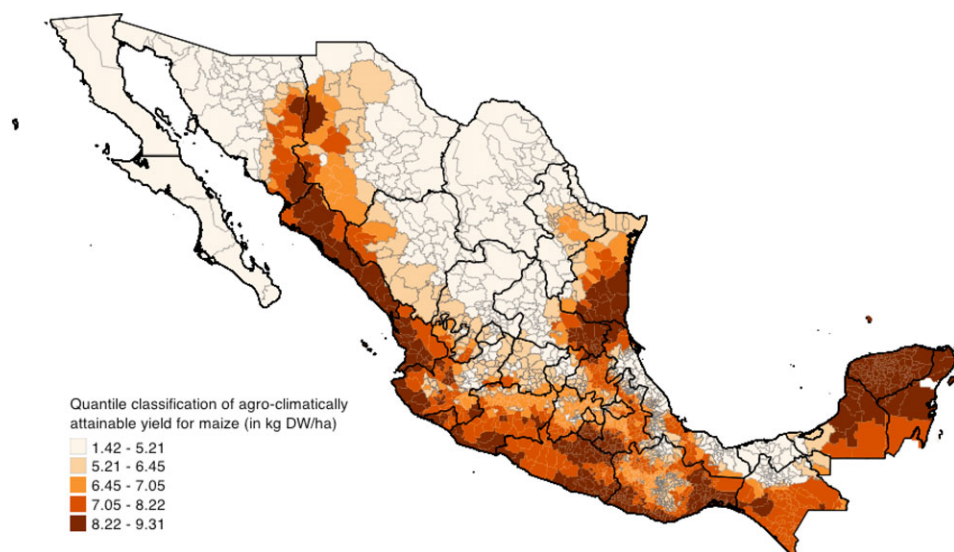 Quantile classification of agro-climatically
attainable yield for maize (in kg DW/ha)
1.42 - 5.21
5.21 - 6.45
6.45 - 7.05
7.05 - 8.22
8.22 - 9.31